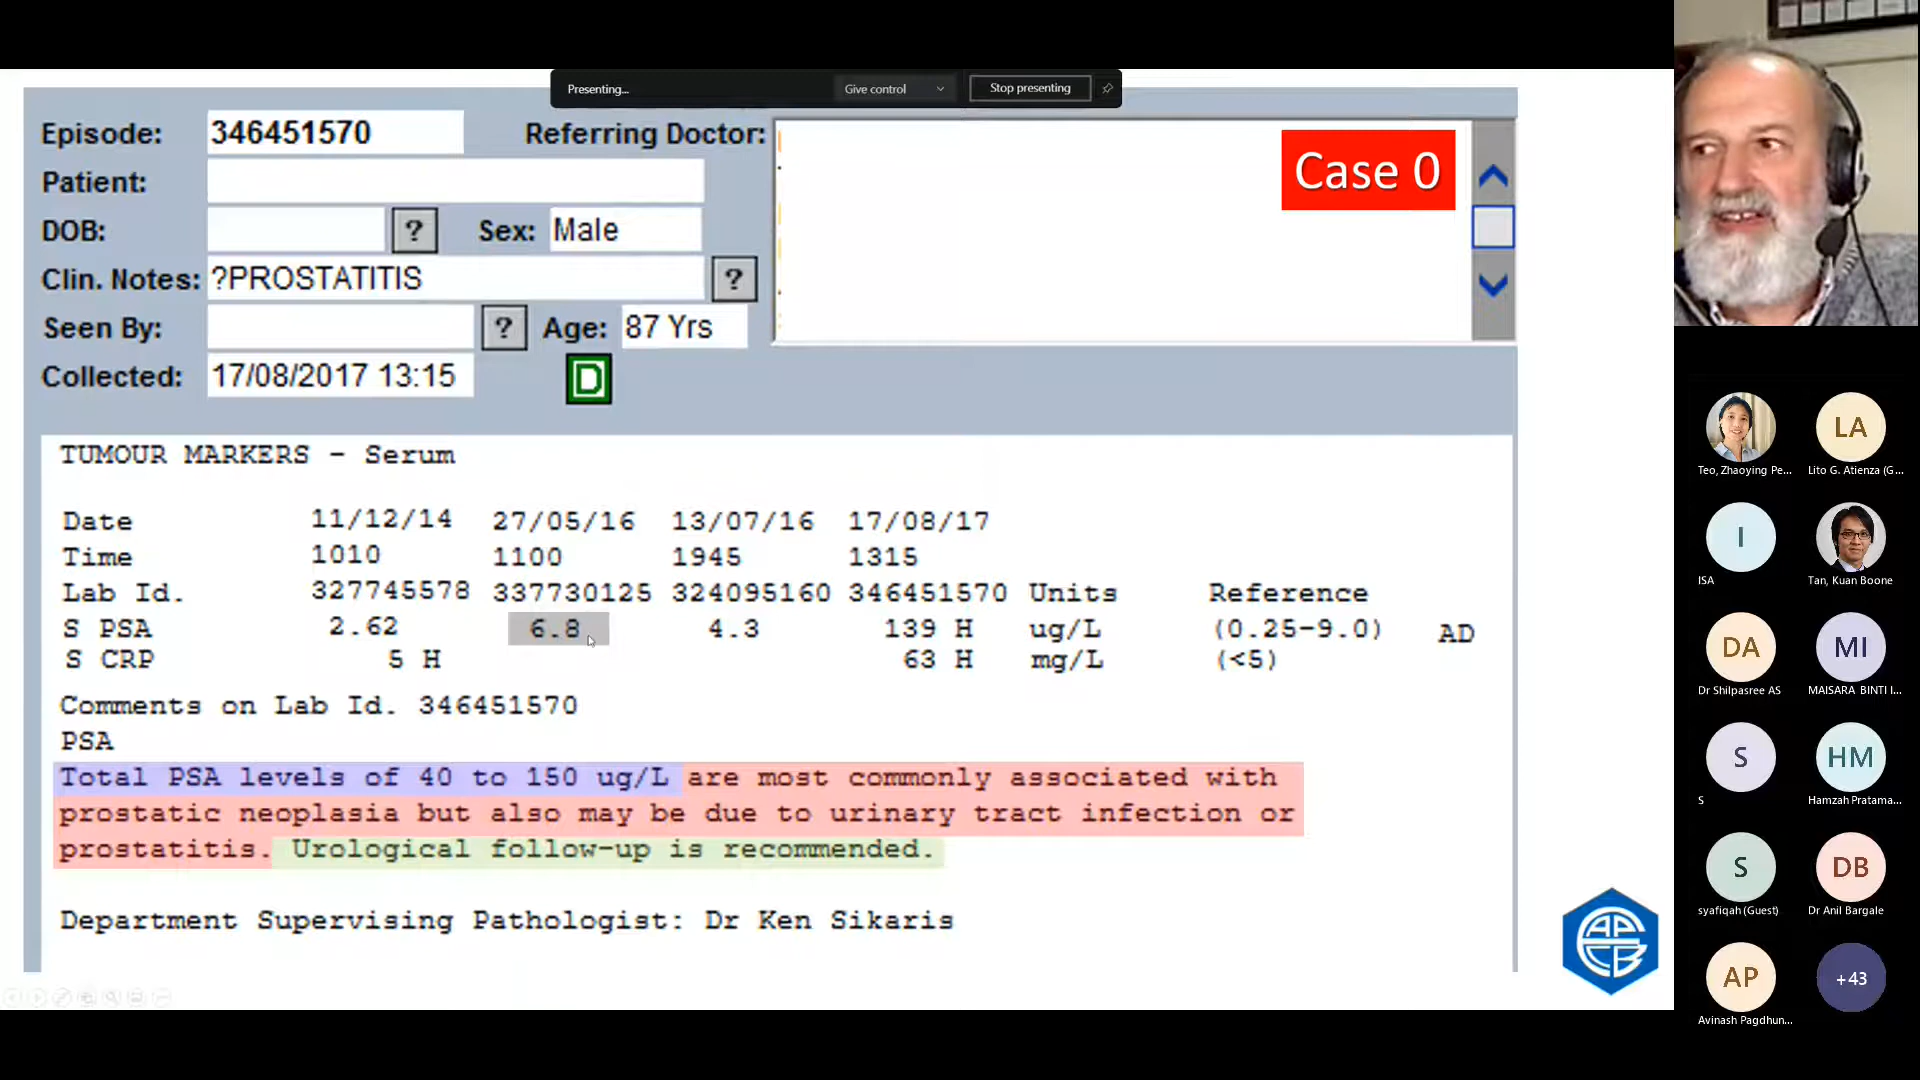 Presenting...
Give control
Stop presenting
Episode: 346451570 Referring Doctor:
Case 0
Patient:
DOB: ? Sex: Male
Clin. Notes: ?PROSTATITIS ?
Seen By: ? Age: 87 Yrs
Collected: 17/08/2017 13:15 D
TUMOUR MARKERS - Serum
Date 11/12/14 27/05/16 13/07/16 17/08/17
Time 1010 1100 1945 1315
Lab Id. 327745578 337730125 324095160 346451570 Units Reference
S PSA 2.62 6.8 4.3 139 H ug/L (0.25-9.0) AD
S CRP 5 H 63 H mg/L (<5)
Comments on Lab Id. 346451570
PSA
Total PSA levels of 40 to 150 ug/L are most commonly associated with
prostatic neoplasia but also may be due to urinary tract infection or
prostatitis. Urological follow-up is recommended.
Department Supervising Pathologist: Dr Ken Sikaris
APFCB
LA
Teo, Zhaoying Pe... Lito G. Atienza (G...
I
ISA Tan, Kuan Boone
DA MI
Dr Shilpasree AS MAISARA BINTI I...
S HM
S Hamzah Pratama...
S DB
syafiqah (Guest) Dr Anil Bargale
AP +43
Avinash Pagdhun...